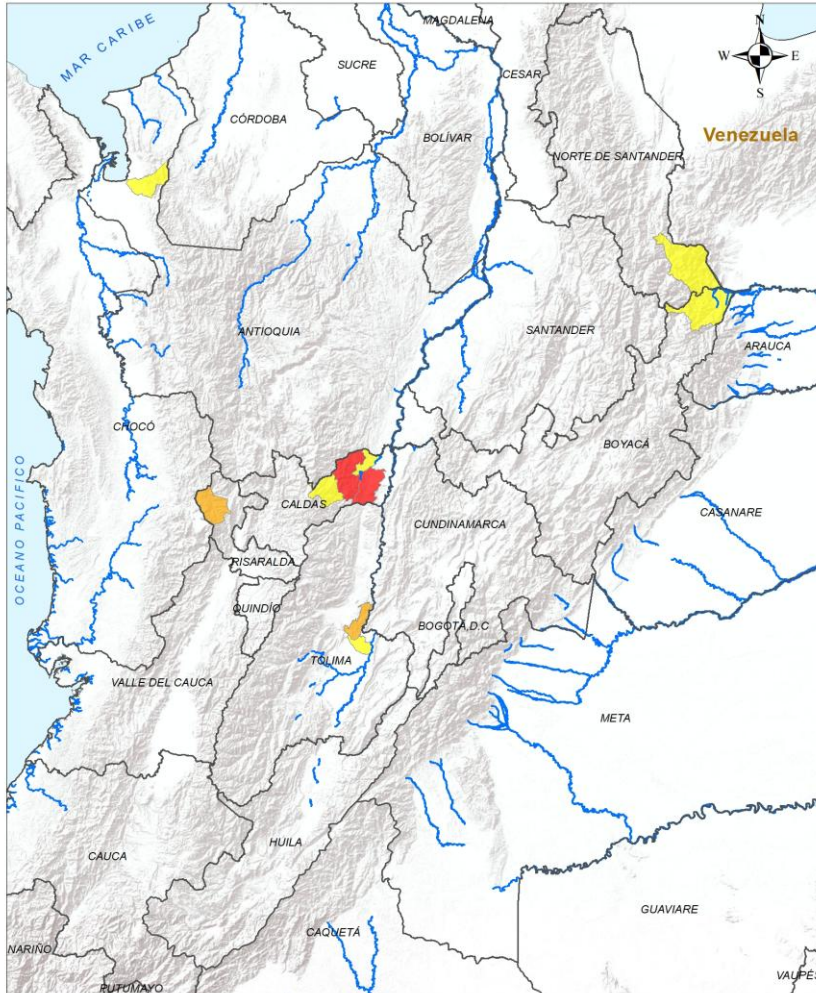 MAGDALENA
MAR CARIBE
N
W E
S
SUCRE
CESAR
CÓRDOBA
BOLÍVAR
Venezuela
NORTE DE SANTANDER
ANTIOQUIA
SANTANDER
ARAUCA
CHOCÓ
BOYACÁ
OCEANO PACIFICO
CALDAS
CASANARE
CUNDINAMARCA
RISARALDA
QUINDÍO
BOGOTÁ, D.C
TOLIMA
VALLE DEL CAUCA
META
HUILA
CAUCA
GUAVIARE
CAQUETÁ
NARIÑO
PUTUMAYO
VAUPÉS